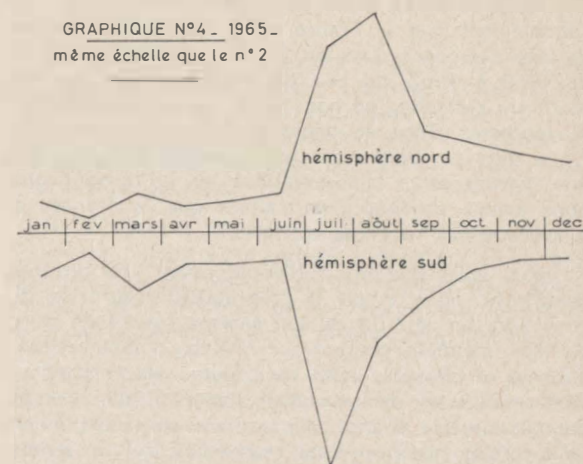 GRAPHIQUE Nº4_ 1965_
même échelle que le n°2
hémisphère nord
jan fev mars avr mai juin juil. août sep oct nov dec
hémisphère sud